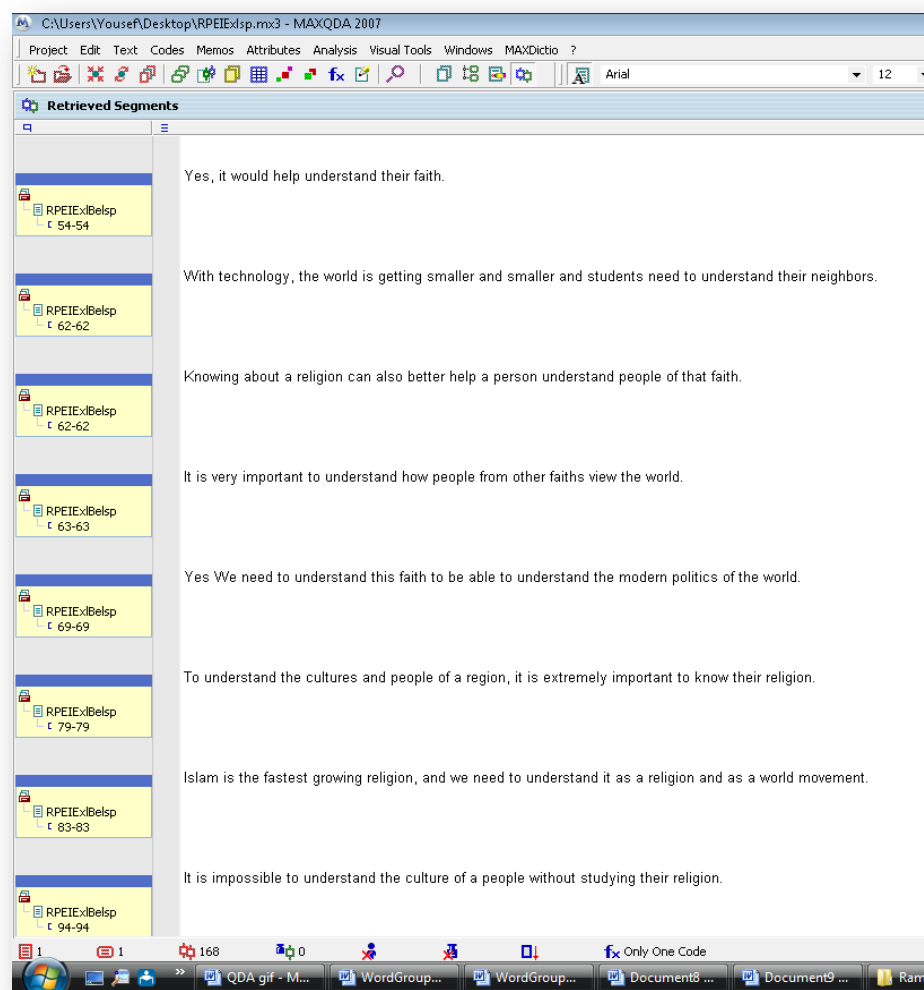 C:\Users\Yousef\Desktop\RPEIExlsp.mx3 - MAXQDA 2007
Project Edit Text Codes Memos Attributes Analysis Visual Tools Windows MAXDictio ?
Arial 12
Retrieved Segments
Yes, it would help understand their faith.
RPEIExlBelsp
54-54
With technology, the world is getting smaller and smaller and students need to understand their neighbors.
RPEIExlBelsp
62-62
Knowing about a religion can also better help a person understand people of that faith.
RPEIExlBelsp
62-62
It is very important to understand how people from other faiths view the world.
RPEIExlBelsp
63-63
Yes We need to understand this faith to be able to understand the modern politics of the world.
RPEIExlBelsp
69-69
To understand the cultures and people of a region, it is extremely important to know their religion.
RPEIExlBelsp
79-79
Islam is the fastest growing religion, and we need to understand it as a religion and as a world movement.
RPEIExlBelsp
83-83
It is impossible to understand the culture of a people without studying their religion.
RPEIExlBelsp
94-94
1 1 168 0 fx Only One Code
» QDA gif - M... WordGroup... WordGroup... Document8 ... Document9 ... Ram